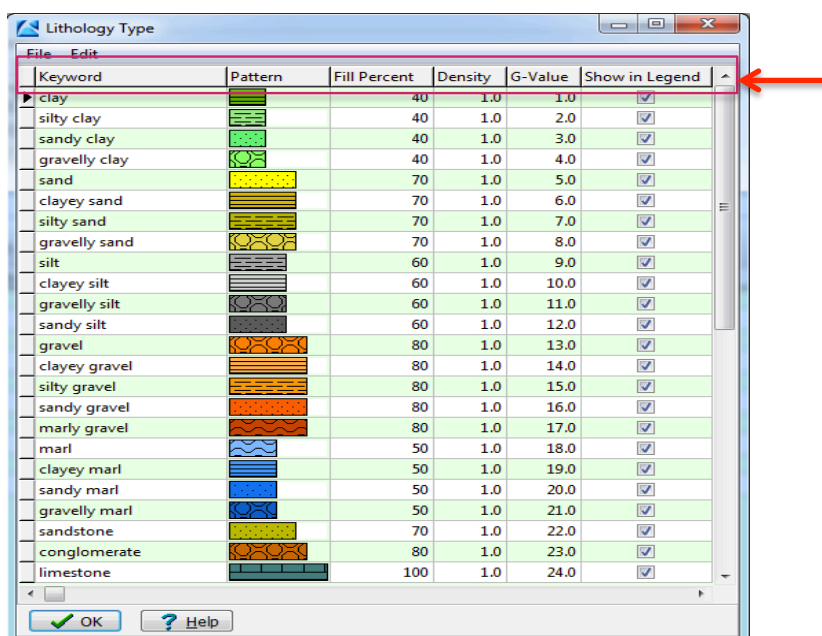 Lithology Type
File Edit
Keyword Pattern Fill Percent Density G-Value Show in Legend
clay 40 1.0 1.0
silty clay 40 1.0 2.0
sandy clay 40 1.0 3.0
gravelly clay 40 1.0 4.0
sand 70 1.0 5.0
clayey sand 70 1.0 6.0
silty sand 70 1.0 7.0
gravelly sand 70 1.0 8.0
silt 60 1.0 9.0
clayey silt 60 1.0 10.0
gravelly silt 60 1.0 11.0
sandy silt 60 1.0 12.0
gravel 80 1.0 13.0
clayey gravel 80 1.0 14.0
silty gravel 80 1.0 15.0
sandy gravel 80 1.0 16.0
marly gravel 80 1.0 17.0
marl 50 1.0 18.0
clayey marl 50 1.0 19.0
sandy marl 50 1.0 20.0
gravelly marl 50 1.0 21.0
sandstone 70 1.0 22.0
conglomerate 80 1.0 23.0
limestone 100 1.0 24.0
OK Help